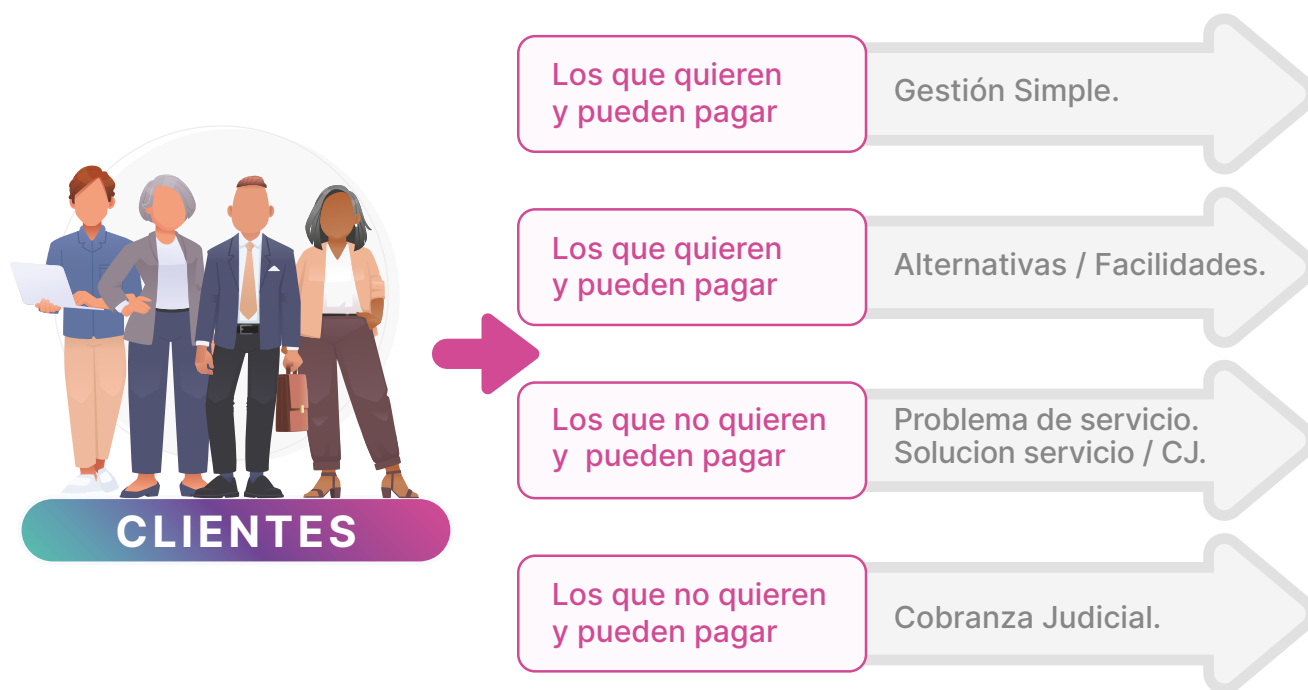 Los que quieren
y pueden pagar
Gestión Simple.
Los que quieren
y pueden pagar
Alternativas / Facilidades.
Los que no quieren
y  pueden pagar
Problema de servicio.
Solucion servicio / CJ.
Los que no quieren
y pueden pagar
Cobranza Judicial.
CLIENTES